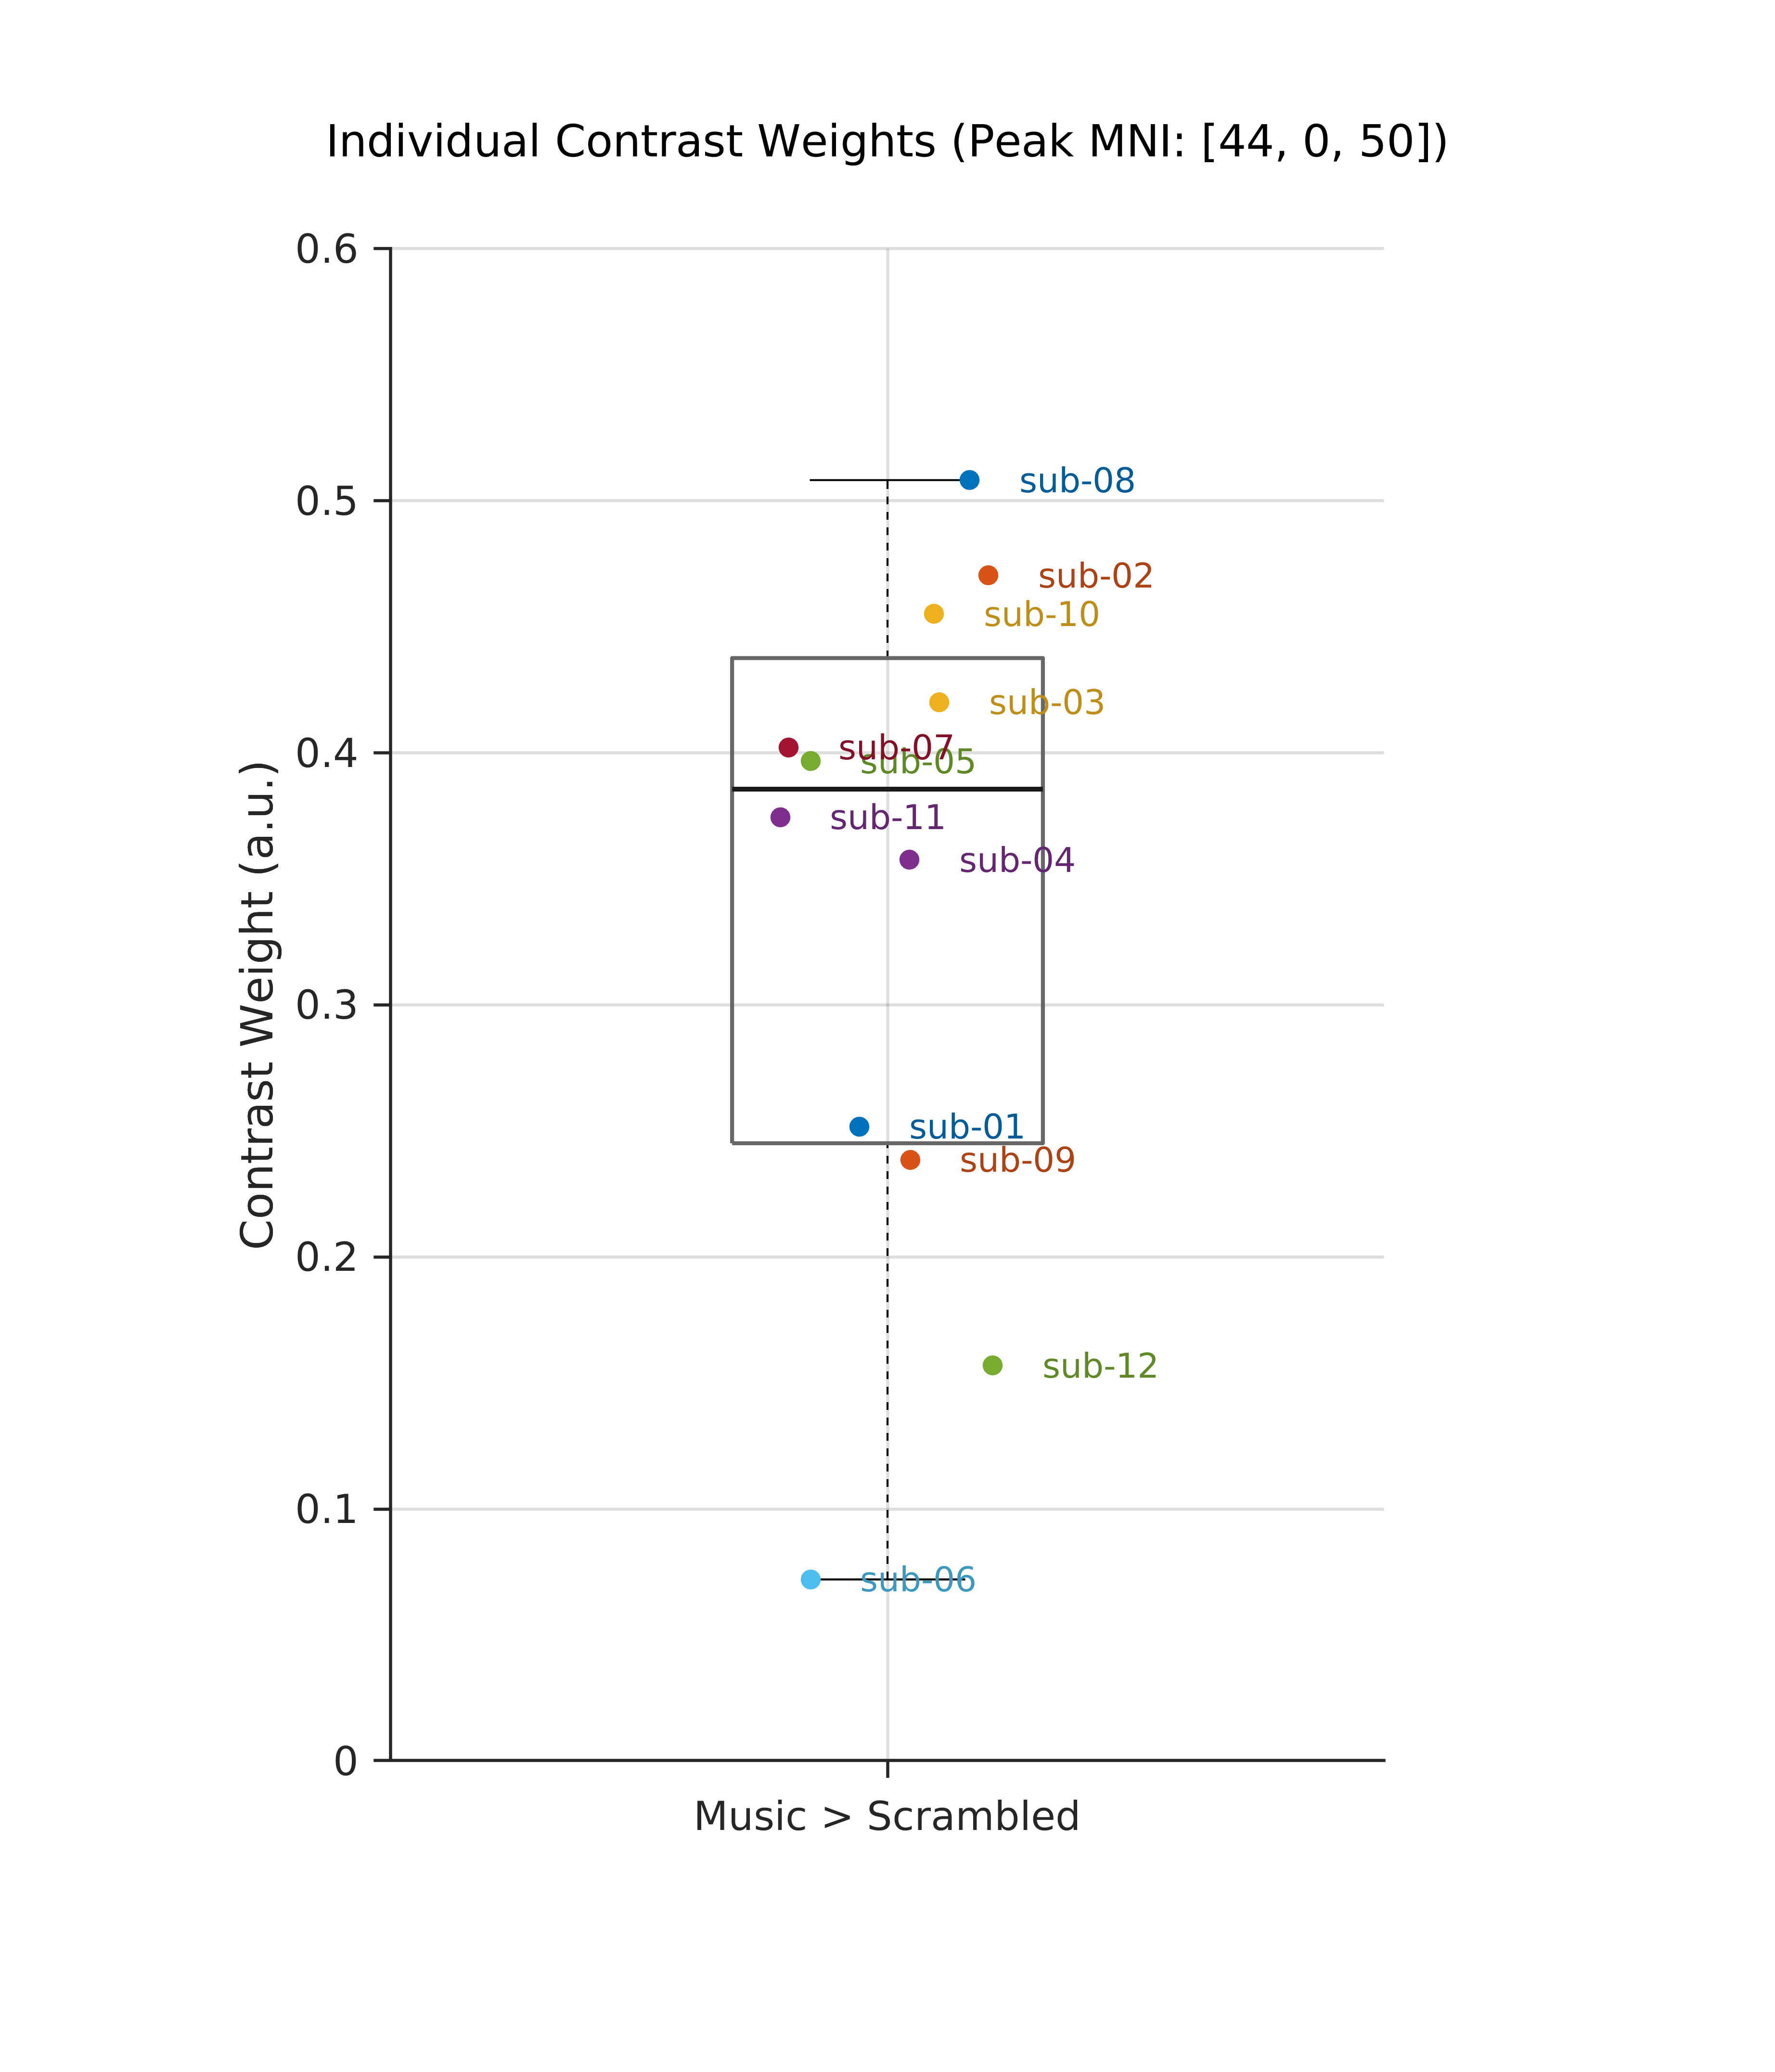 Individual Contrast Weights (Peak MNI: [44, 0, 50])
0.6
0.5
0.4
0.3
0.2
0.1
0
Contrast Weight (a.u.)
sub-08
sub-02
sub-10
sub-03
sub-07
sub-05
sub-11
sub-04
sub-01
sub-09
sub-12
sub-06
Music > Scrambled